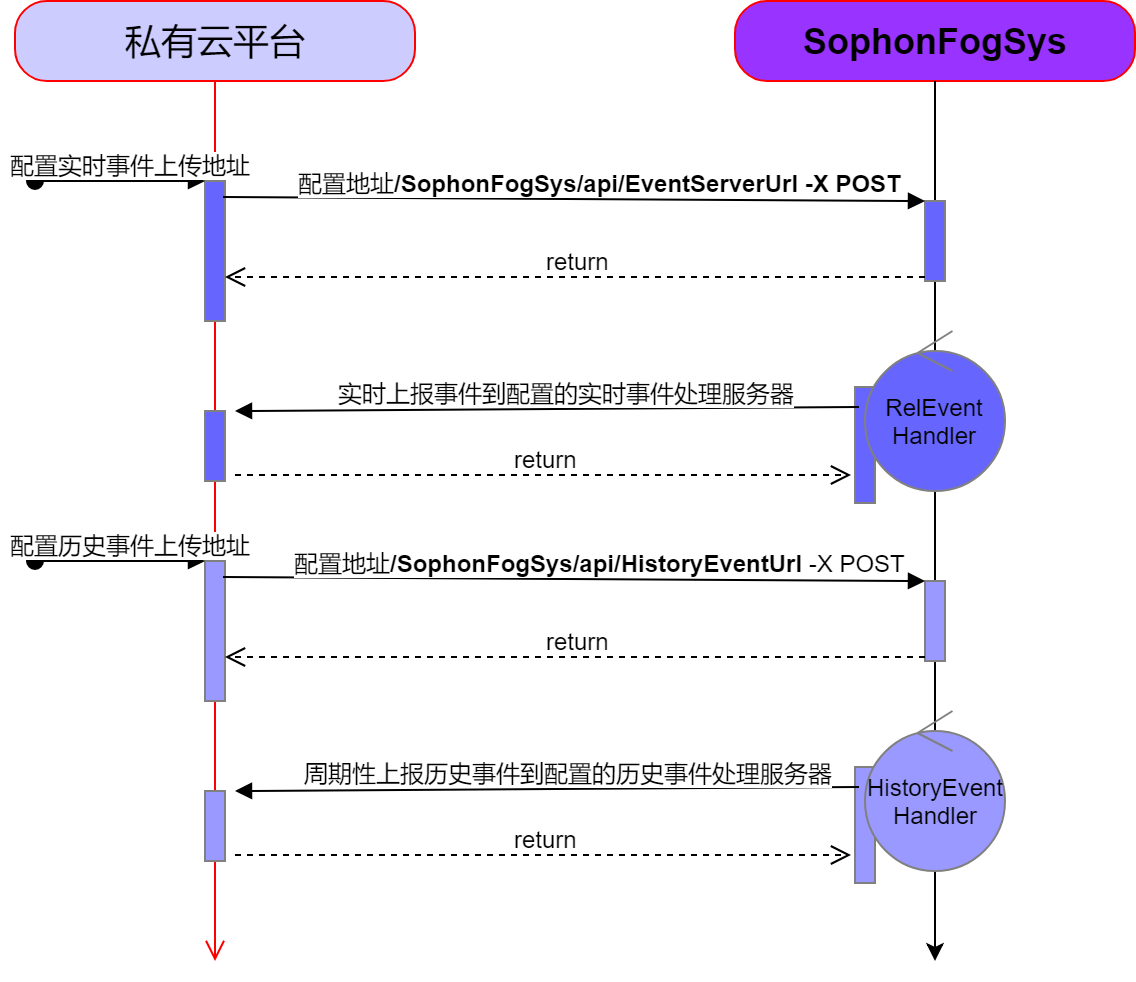 私有云平台
SophonFogSys
配置实时事件上传地址
配置地址/SophonFogSys/api/EventServerUrl -X POST
return
实时上报事件到配置的实时事件处理服务器
RelEvent
Handler
return
配置历史事件上传地址
配置地址/SophonFogSys/api/HistoryEventUrl -X POST
return
周期性上报历史事件到配置的历史事件处理服务器
HistoryEvent
Handler
return